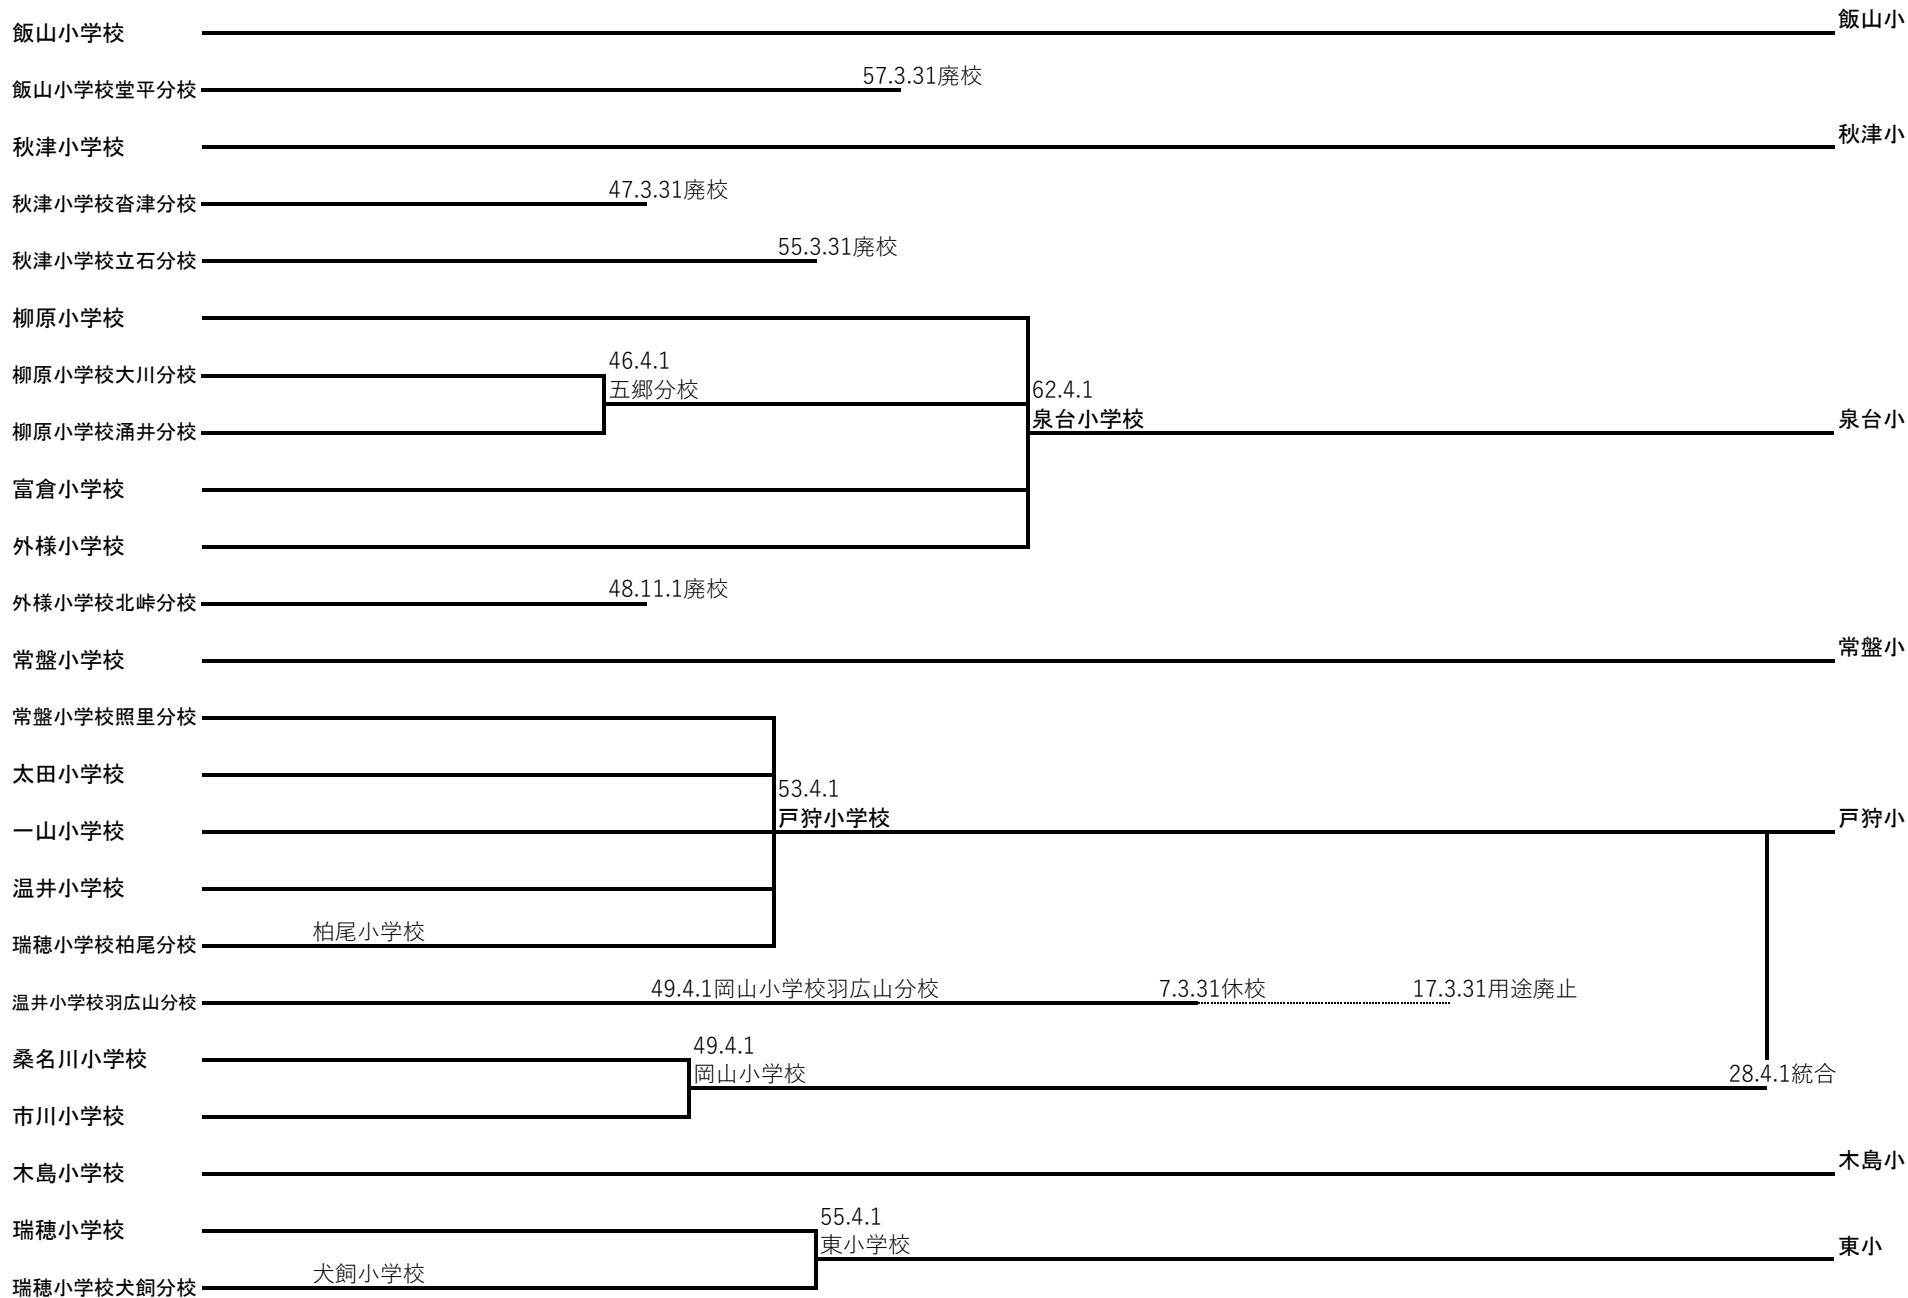 飯山小学校
飯山小
57.3.31廃校
飯山小学校堂平分校
秋津小学校
秋津小
47.3.31廃校
秋津小学校沓津分校
55.3.31廃校
秋津小学校立石分校
柳原小学校
46.4.1
柳原小学校大川分校
五郷分校
62.4.1
泉台小学校
泉台小
柳原小学校涌井分校
富倉小学校
外様小学校
48.11.1廃校
外様小学校北峠分校
常盤小学校
常盤小
常盤小学校照里分校
太田小学校
53.4.1
戸狩小学校
戸狩小
一山小学校
温井小学校
柏尾小学校
瑞穂小学校柏尾分校
49.4.1岡山小学校羽広山分校
7.3.31休校
17.3.31用途廃止
温井小学校羽広山分校
49.4.1
桑名川小学校
岡山小学校
28.4.1統合
市川小学校
木島小学校
木島小
55.4.1
瑞穂小学校
東小学校
東小
犬飼小学校
瑞穂小学校犬飼分校